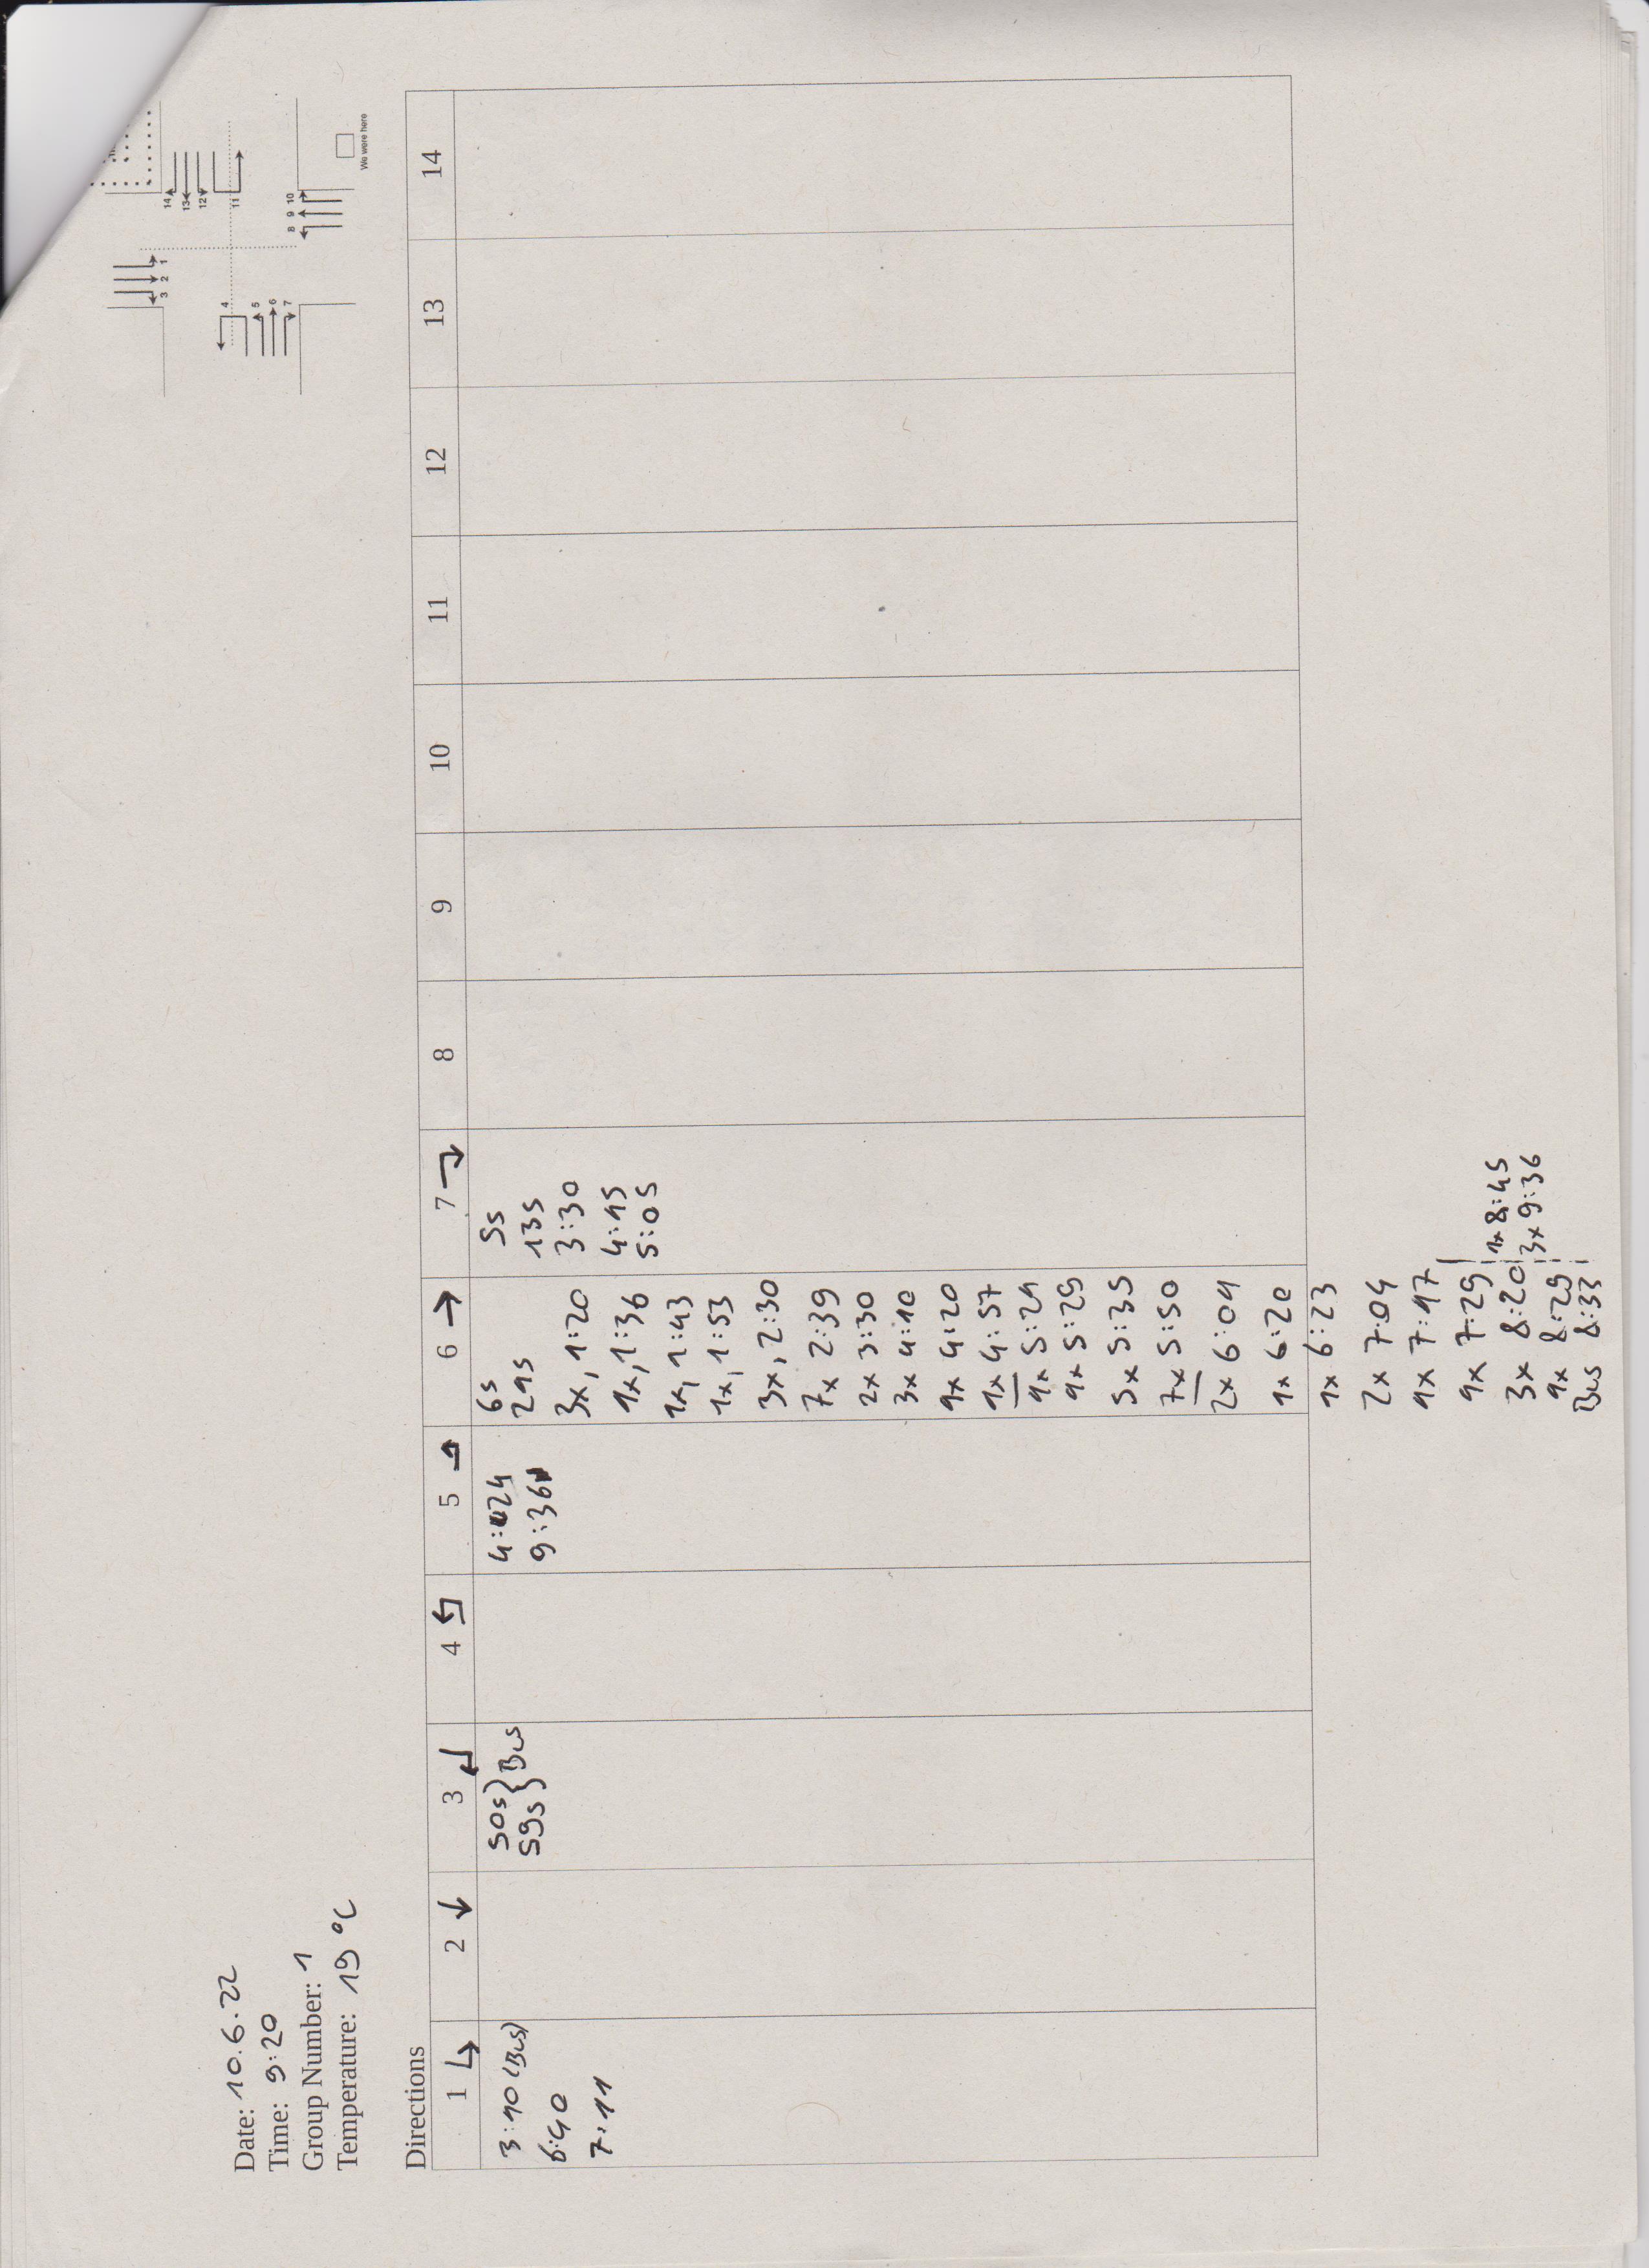 3 2 1
14
13
12
11
4
5
6
7
8 9 10
We were here
Date: 10.6.22
Time: 9:20
Group Number: 1
Temperature: 19 °C
Directions
1 2 3 4 5 6 7 8 9 10 11 12 13 14
3:10 (Bus)
6:40
7:11
50s
59s } Bus
4:24
9:36
6s
21s
3x, 1:20
1x, 1:36
1x, 1:43
1x, 1:53
3x, 2:30
7x 2:39
2x 3:30
3x 4:10
1x 4:20
1x 4:57
1x 5:21
1x 5:29
5x 5:35
7x 5:50
2x 6:01
1x 6:20
1x 6:23
2x 7:04
1x 7:17
1x 7:29
3x 8:20
1x 8:29
Bus 8:33
1x 8:45
3x 9:36
5s
13s
3:30
4:15
5:05